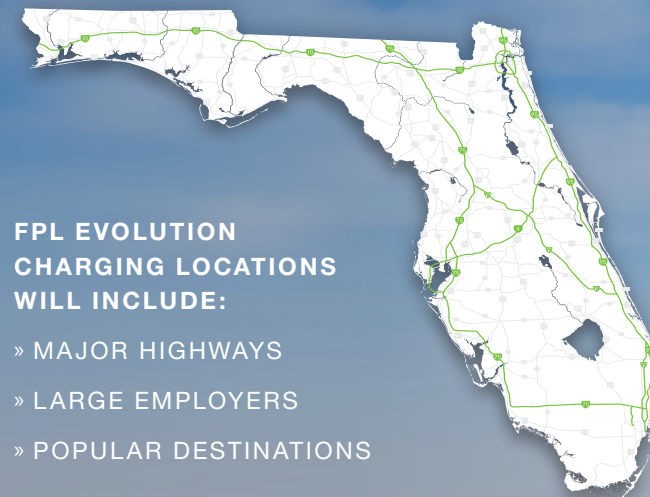 FPL EVOLUTION
CHARGING LOCATIONS
WILL INCLUDE:
» MAJOR HIGHWAYS
» LARGE EMPLOYERS
» POPULAR DESTINATIONS